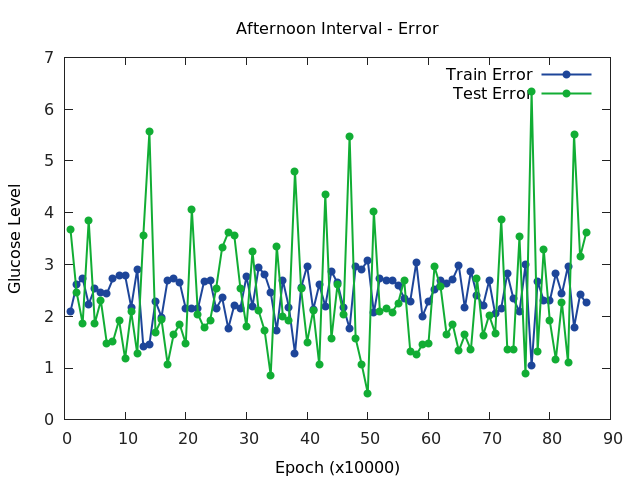 Afternoon Interval - Error
Train Error
Test Error
Glucose Level
7
6
5
4
3
2
1
0
0 10 20 30 40 50 60 70 80 90
Epoch (x10000)